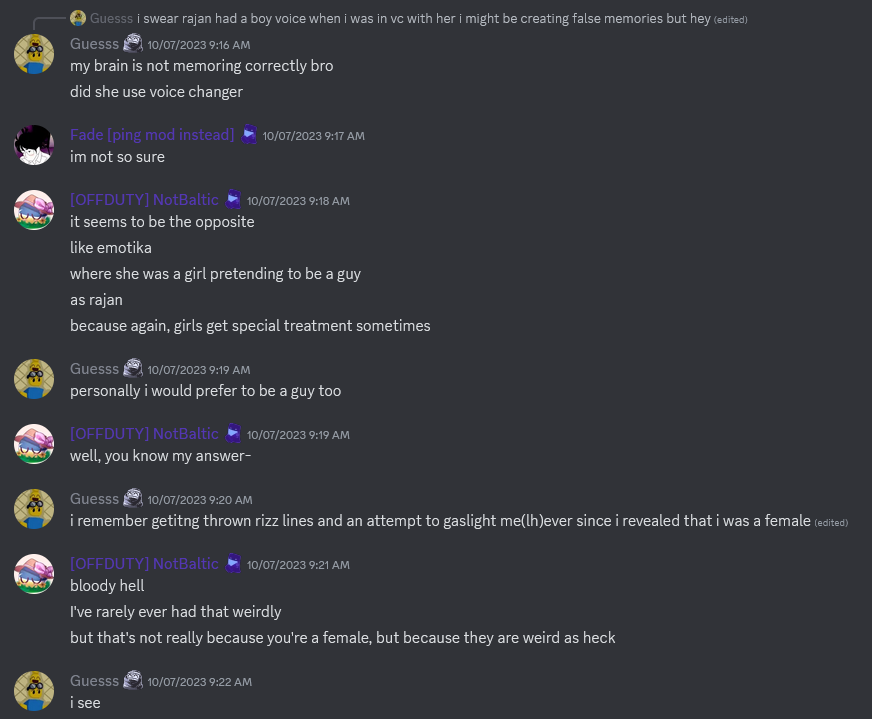 Guesss i swear rajan had a boy voice when i was in vc with her i might be creating false memories but hey (edited)
Guesss 10/07/2023 9:16 AM
my brain is not memoring correctly bro
did she use voice changer
Fade [ping mod instead] 10/07/2023 9:17 AM
im not so sure
[OFFDUTY] NotBaltic 10/07/2023 9:18 AM
it seems to be the opposite
like emotika
where she was a girl pretending to be a guy
as rajan
because again, girls get special treatment sometimes
Guesss 10/07/2023 9:19 AM
personally i would prefer to be a guy too
[OFFDUTY] NotBaltic 10/07/2023 9:19 AM
well, you know my answer-
Guesss 10/07/2023 9:20 AM
i remember getitng thrown rizz lines and an attempt to gaslight me(lh)ever since i revealed that i was a female (edited)
[OFFDUTY] NotBaltic 10/07/2023 9:21 AM
bloody hell
I've rarely ever had that weirdly
but that's not really because you're a female, but because they are weird as heck
Guesss 10/07/2023 9:22 AM
i see